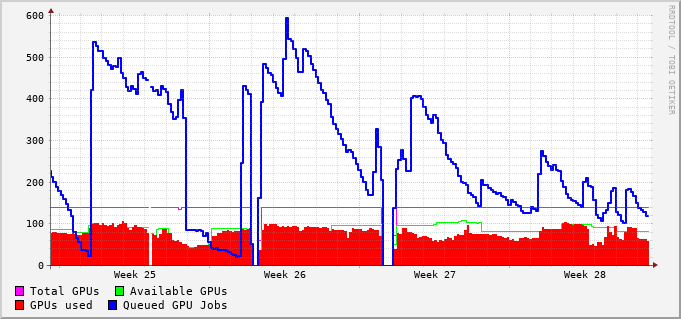 600
500
400
300
200
100
0
Week 25 Week 26 Week 27 Week 28
Total GPUs Available GPUs
GPUs used Queued GPU Jobs
RRDTOOL / TOBI OETIKER